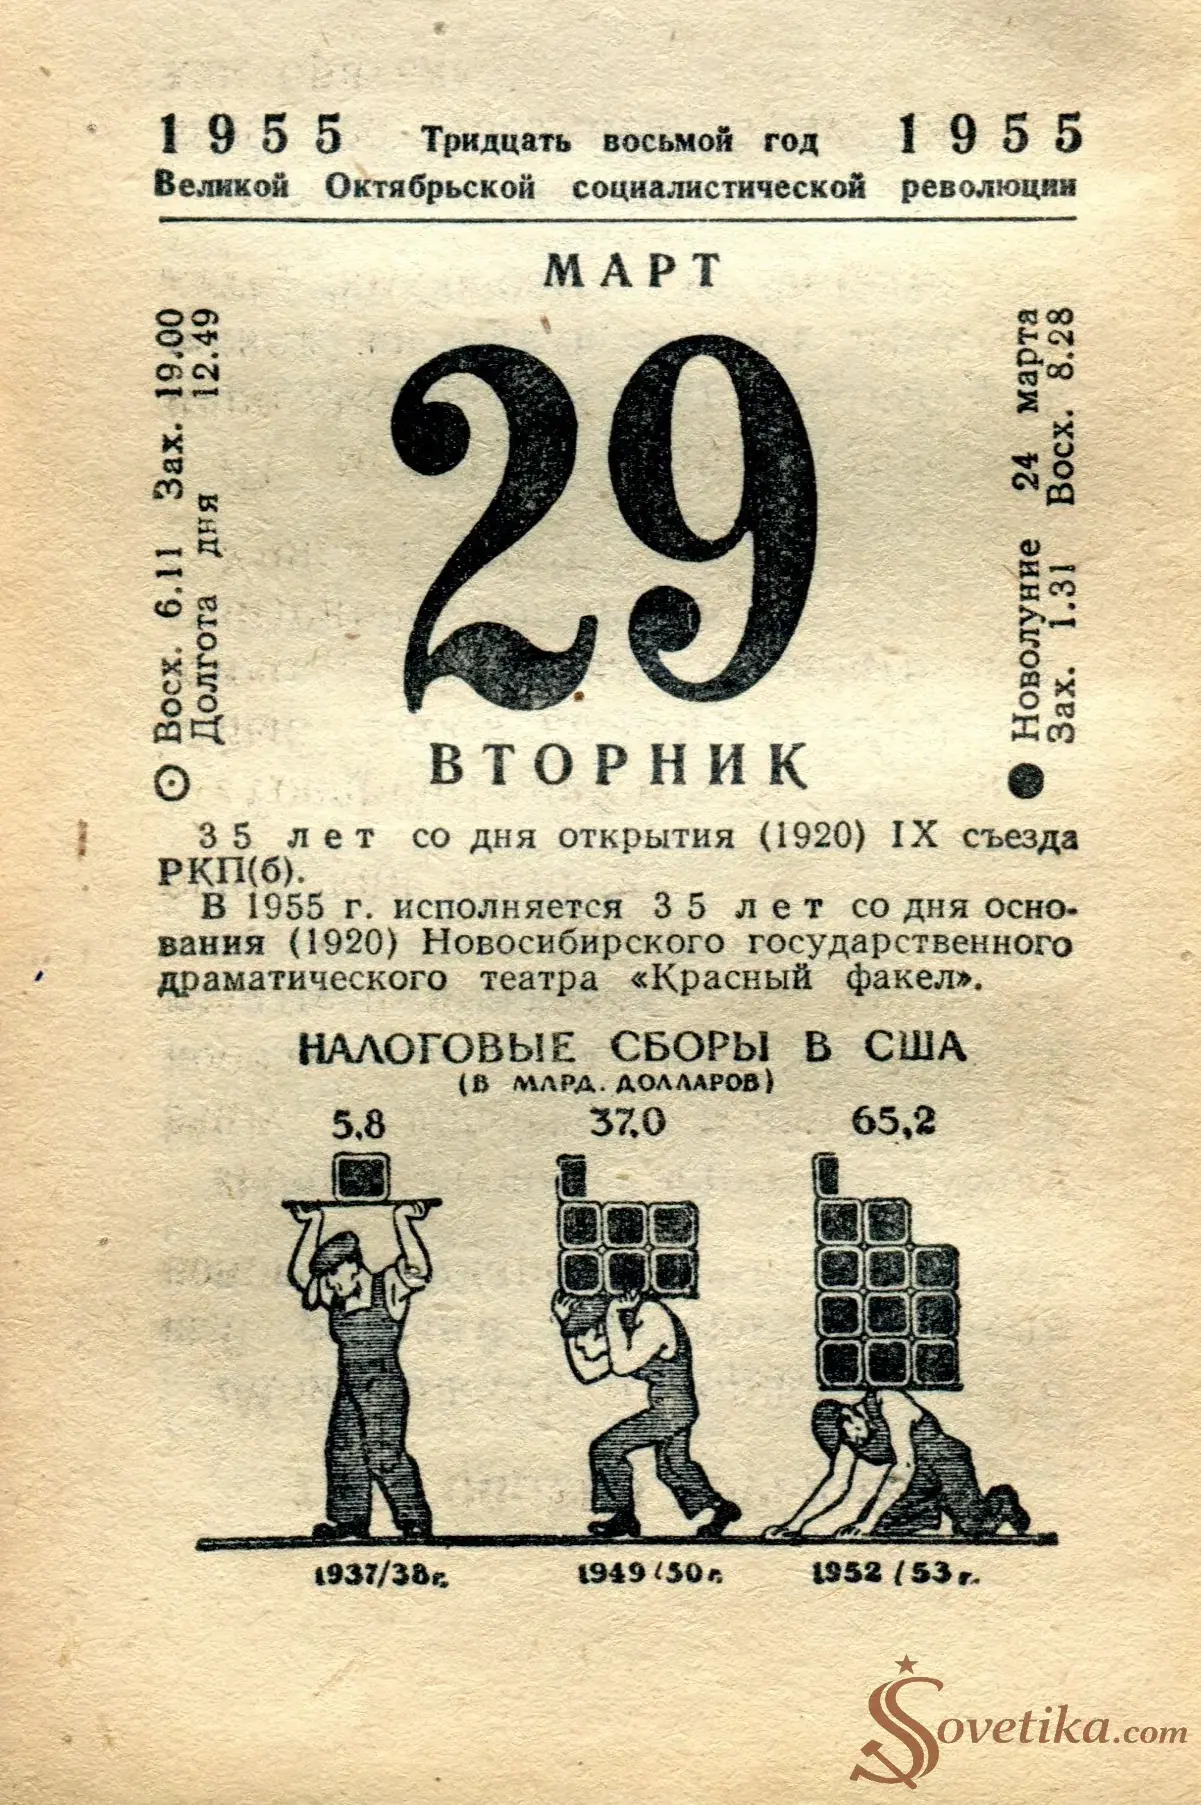 1955 Тридцать восьмой год 1955
Великой Октябрьской социалистической революции
МАРТ
Восх. 6.11 Зах. 19.00
Долгота дня 12.49
29
Новолуние 24 марта
Зах. 1.31 Восх. 8.28
ВТОРНИК
35 лет со дня открытия (1920) IX съезда
РКП(б).
В 1955 г. исполняется 35 лет со дня осно-
вания (1920) Новосибирского государственного
драматического театра «Красный факел».
НАЛОГОВЫЕ СБОРЫ В США
(В МЛРД. ДОЛЛАРОВ)
5,8 37,0 65,2
1937/38г. 1949/50г. 1952/53г.
Sovetika.com